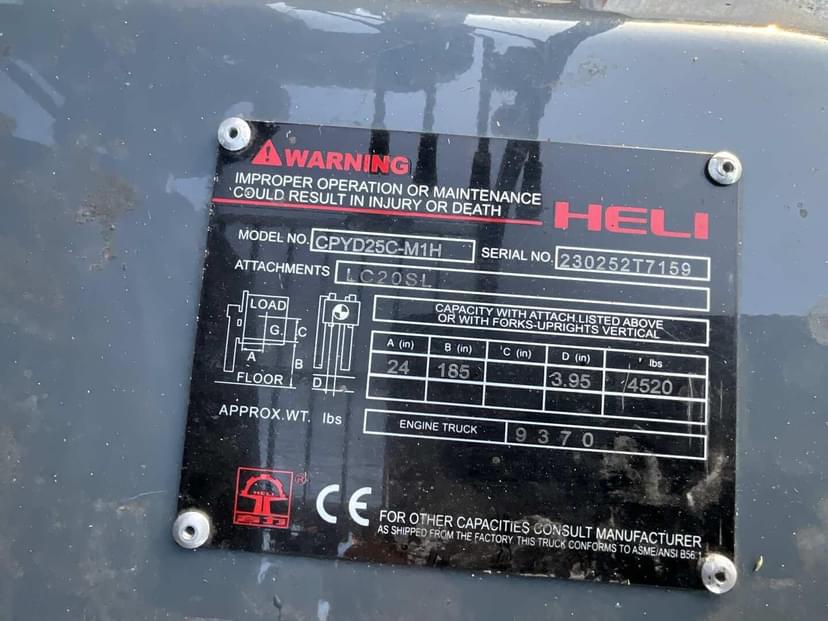 WARNING
IMPROPER OPERATION OR MAINTENANCE
COULD RESULT IN INJURY OR DEATH
HELI
MODEL NO. CPYD25C-M1H SERIAL NO. 230252T7159
ATTACHMENTS LC20SL
LOAD
G.
C
A
B
FLOOR
D
CAPACITY WITH ATTACH.LISTED ABOVE
OR WITH FORKS-UPRIGHTS VERTICAL
A (in) B (in) 'C (in) D (in) ' lbs
24 185 3.95 4520
APPROX.WT. lbs ENGINE TRUCK 9370
HELI
®
CE
FOR OTHER CAPACITIES CONSULT MANUFACTURER
AS SHIPPED FROM THE FACTORY, THIS TRUCK CONFORMS TO ASME/ANSI B56.1